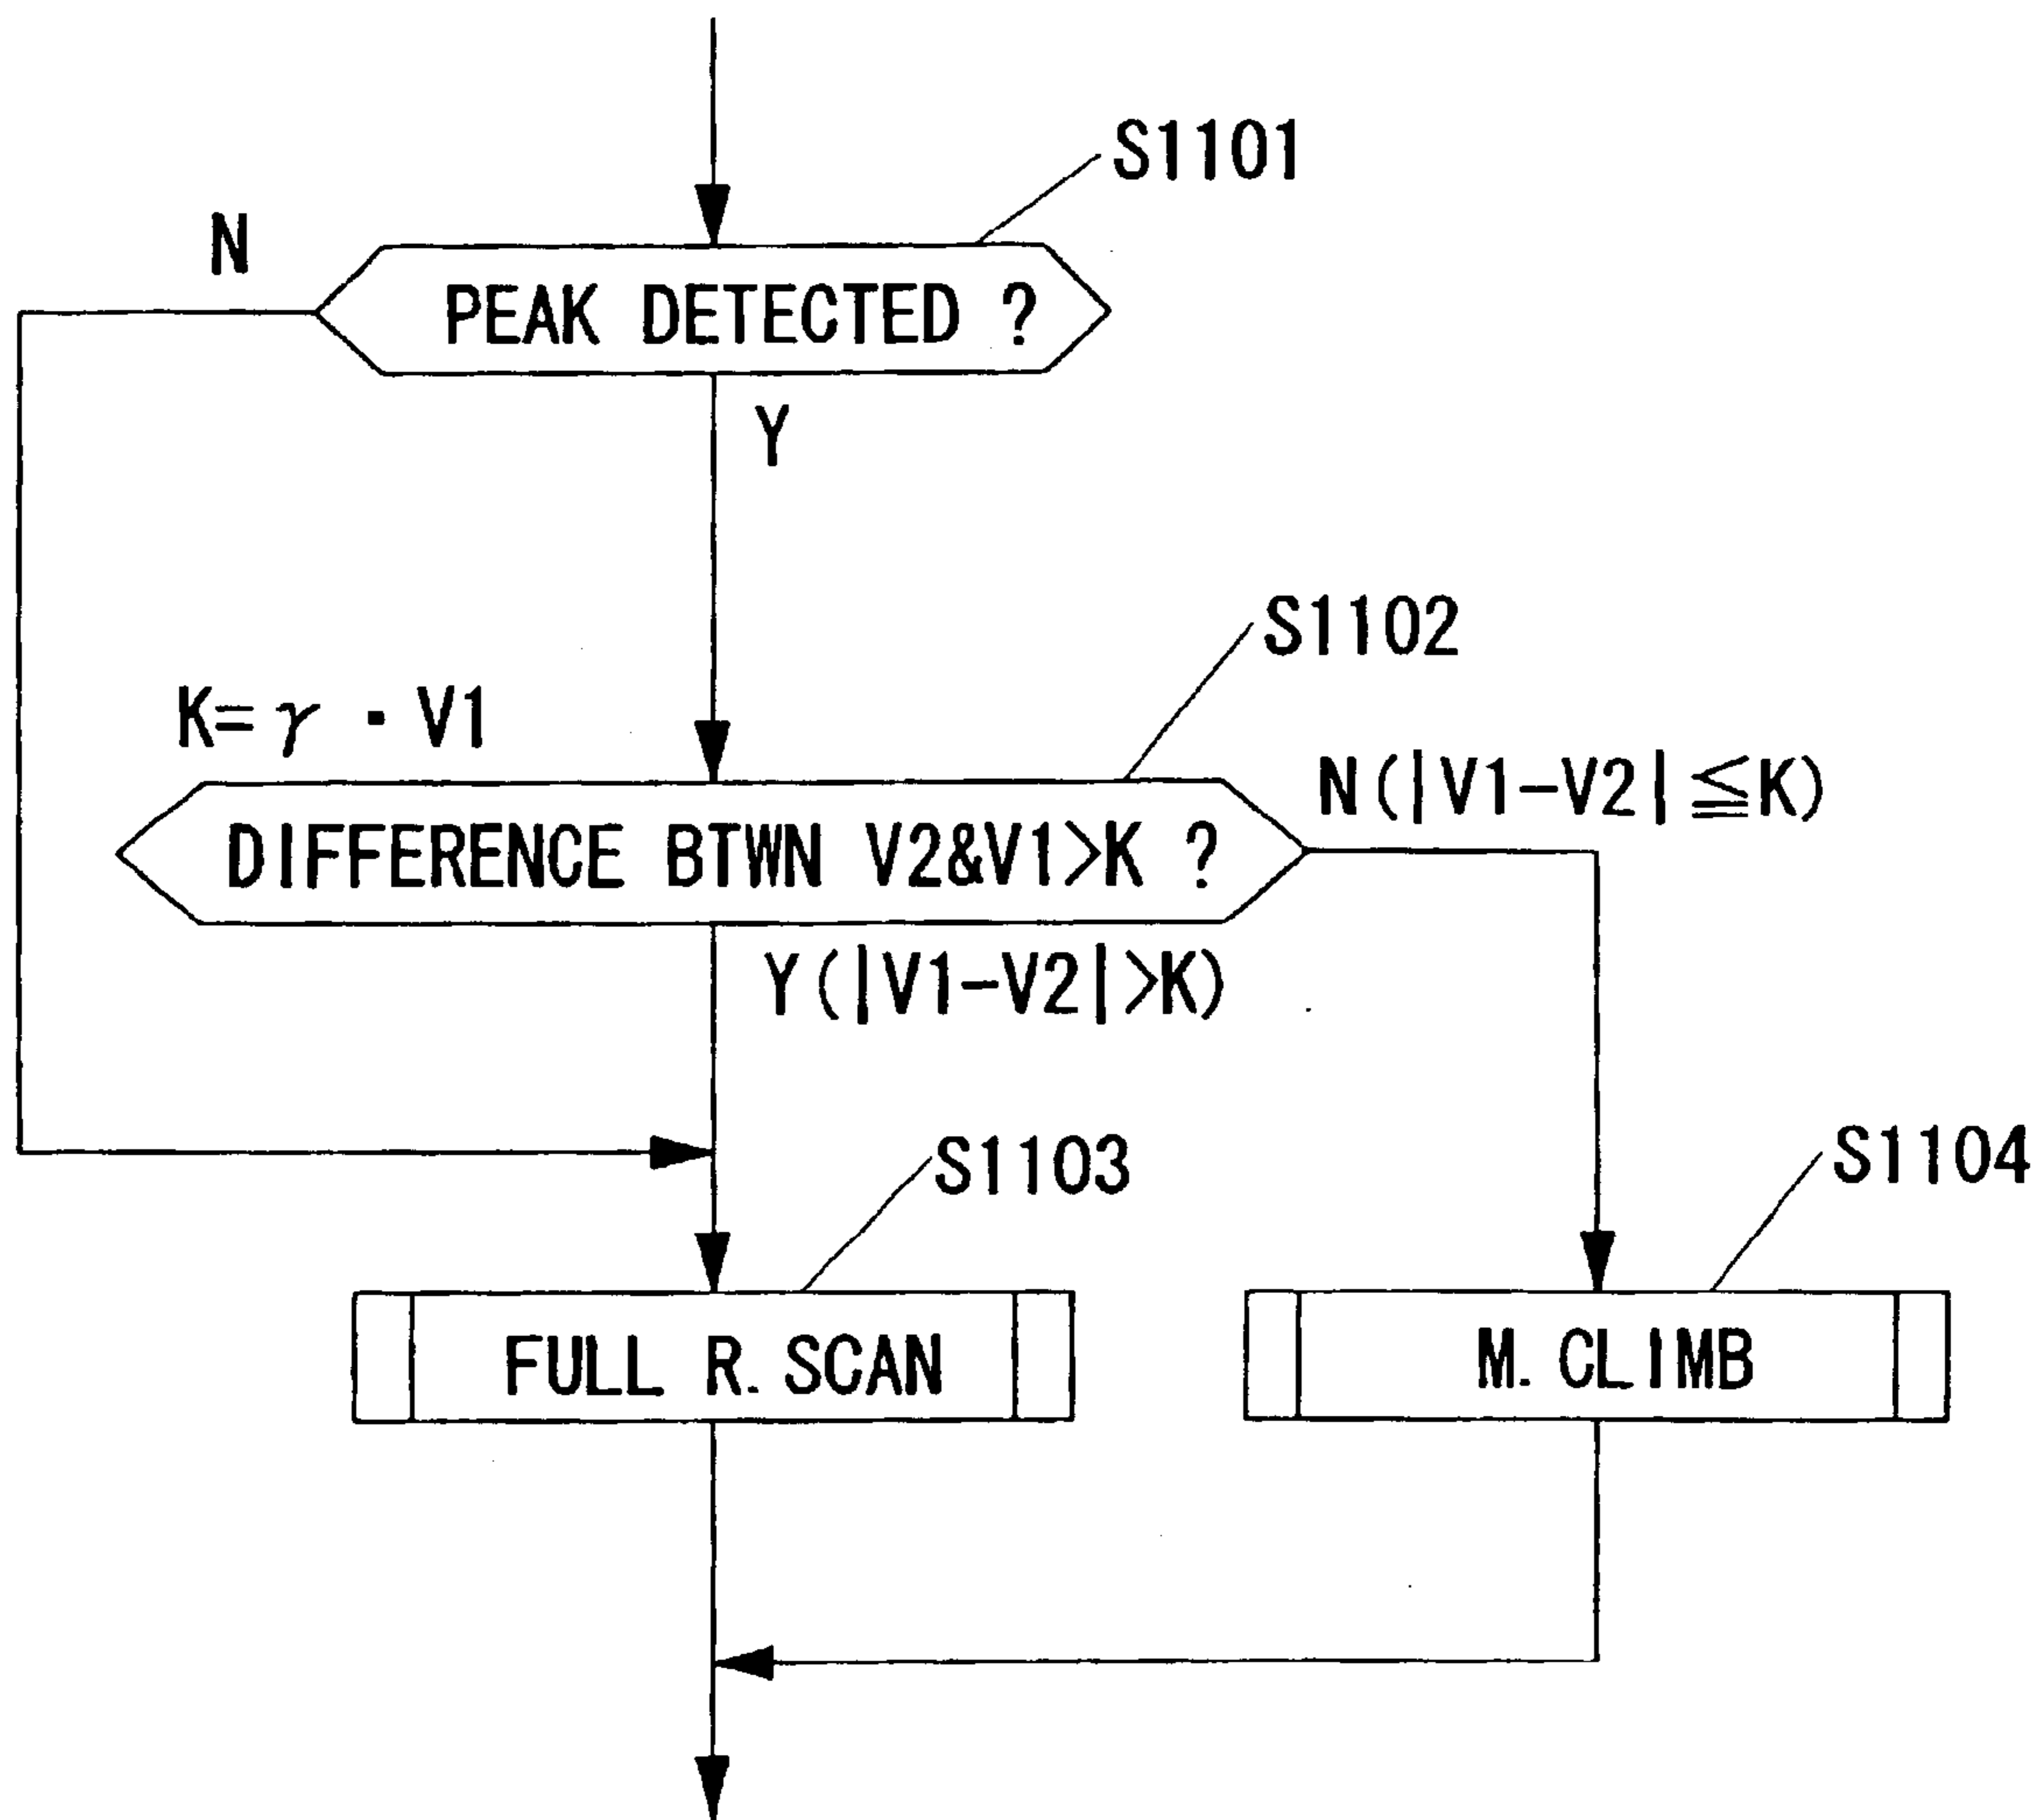 S1101
N
PEAK DETECTED ?
Y
S1102
K=γ・V1
N(|V1-V2|≦K)
DIFFERENCE BTWN V2&V1>K ?
Y(|V1-V2|>K)
S1103
S1104
FULL R. SCAN
M. CLIMB